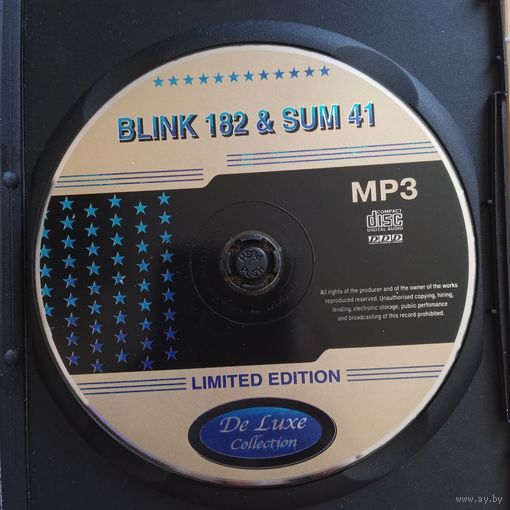 BLINK 182 & SUM 41
MP3
COMPACT
disc
DIGITAL AUDIO
DDD
All rights of the producer and of the owner of the works
reproduced reserved. Unauthorised copying, hiring,
lending, electronic storage, public perfomance
and broadcasting of this record prohibited.
LIMITED EDITION
De Luxe
Collection
www.ay.by